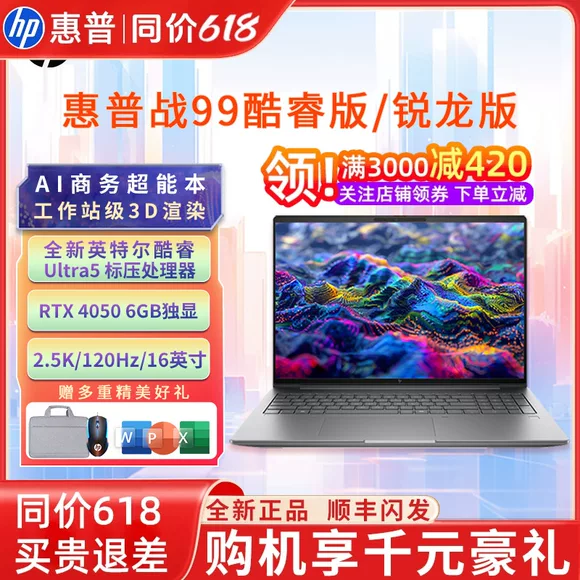 hp 惠普 同价618
惠普战99酷睿版/锐龙版
AI商务超能本
工作站级3D渲染
领!
满3000减420
关注店铺领券 下单立减
全新英特尔酷睿
Ultra5 标压处理器
RTX 4050 6GB独显
2.5K/120Hz/16英寸
赠多重精美好礼
W P X
同价618
买贵退差
全新正品 顺丰闪发
购机享千元豪礼